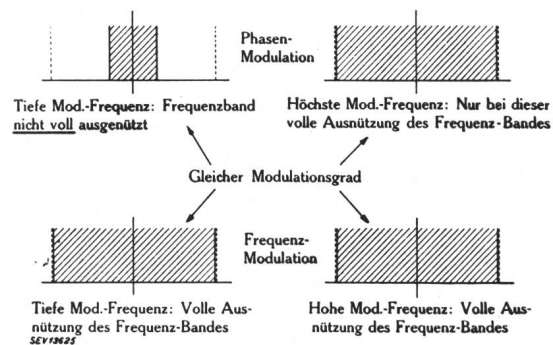 Phasen-
Modulation
Tiefe Mod.-Frequenz: Frequenzband
nicht voll ausgenützt
Höchste Mod.-Frequenz: Nur bei dieser
volle Ausnützung des Frequenz-Bandes
Gleicher Modulationsgrad
Frequenz-
Modulation
Tiefe Mod.-Frequenz: Volle Aus-
nützung des Frequenz-Bandes
SEV13625
Hohe Mod.-Frequenz: Volle Aus-
nützung des Frequenz-Bandes